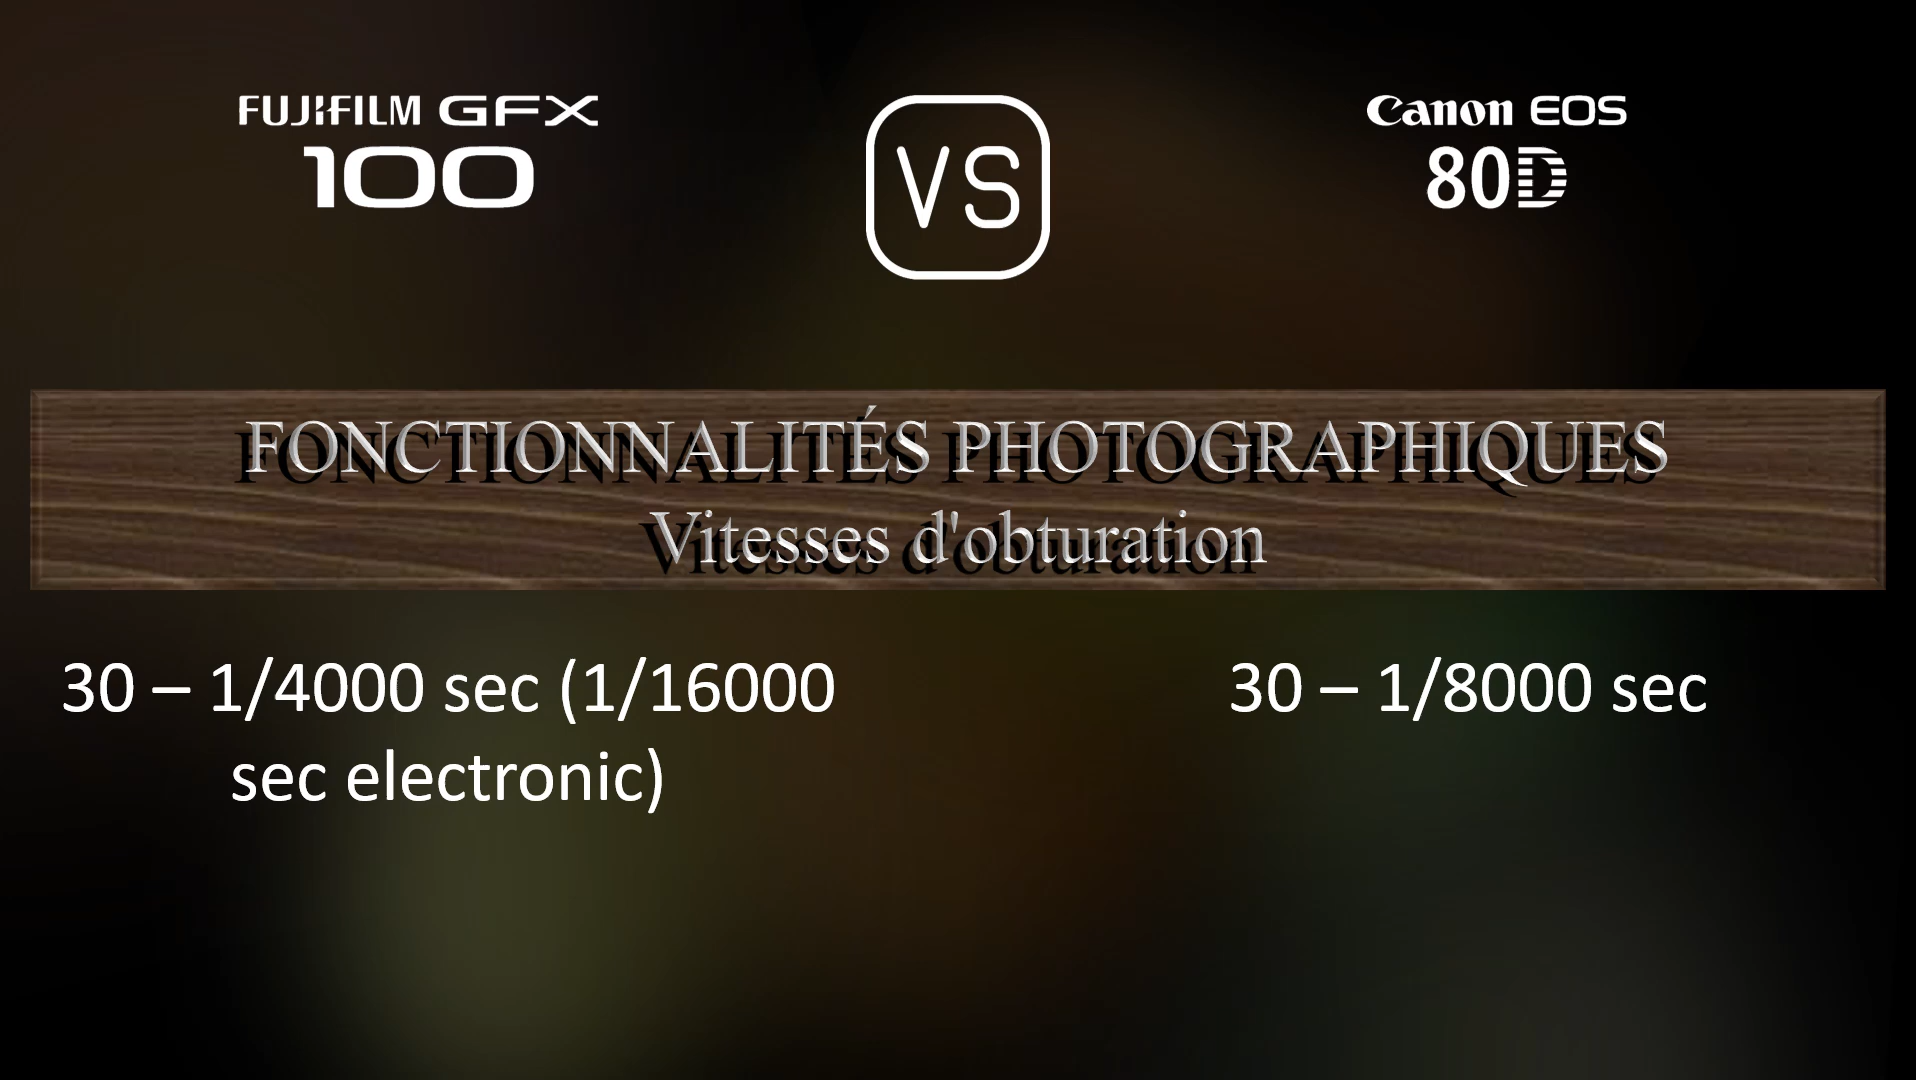 FUJIFILM GFX
100
VS
Canon EOS
80D
FONCTIONNALITÉS PHOTOGRAPHIQUES
Vitesses d'obturation
30 – 1/4000 sec (1/16000
sec electronic)
30 – 1/8000 sec